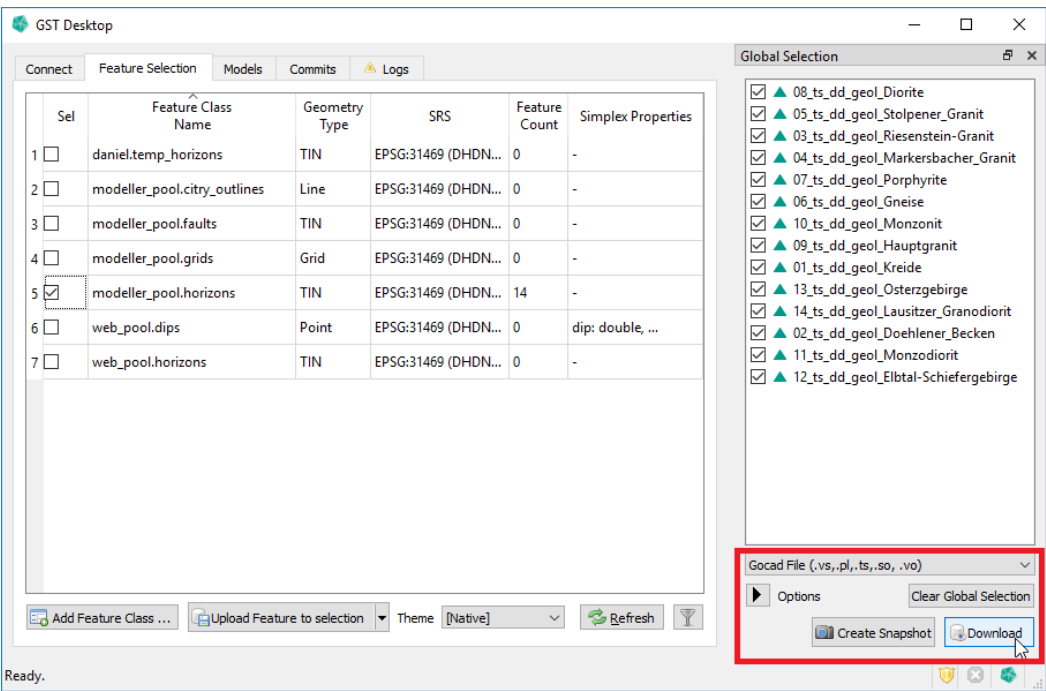 GST Desktop
Connect Feature Selection Models Commits Logs
Sel Feature Class Name Geometry Type SRS Feature Count Simplex Properties
1 daniel.temp_horizons TIN EPSG:31469 (DHDN... 0 -
2 modeller_pool.citry_outlines Line EPSG:31469 (DHDN... 0 -
3 modeller_pool.faults TIN EPSG:31469 (DHDN... 0 -
4 modeller_pool.grids Grid EPSG:31469 (DHDN... 0 -
5 modeller_pool.horizons TIN EPSG:31469 (DHDN... 14 -
6 web_pool.dips Point EPSG:31469 (DHDN... 0 dip: double, ...
7 web_pool.horizons TIN EPSG:31469 (DHDN... 0 -
Add Feature Class ... Upload Feature to selection Theme [Native] Refresh
Ready.
Global Selection
08_ts_dd_geol_Diorite
05_ts_dd_geol_Stolpener_Granit
03_ts_dd_geol_Riesenstein-Granit
04_ts_dd_geol_Markersbacher_Granit
07_ts_dd_geol_Porphyrite
06_ts_dd_geol_Gneise
10_ts_dd_geol_Monzonit
09_ts_dd_geol_Hauptgranit
01_ts_dd_geol_Kreide
13_ts_dd_geol_Osterzgebirge
14_ts_dd_geol_Lausitzer_Granodiorit
02_ts_dd_geol_Doehlener_Becken
11_ts_dd_geol_Monzodiorit
12_ts_dd_geol_Elbtal-Schiefergebirge
Gocad File (.vs,.pl,.ts,.so, .vo)
Options Clear Global Selection
Create Snapshot Download